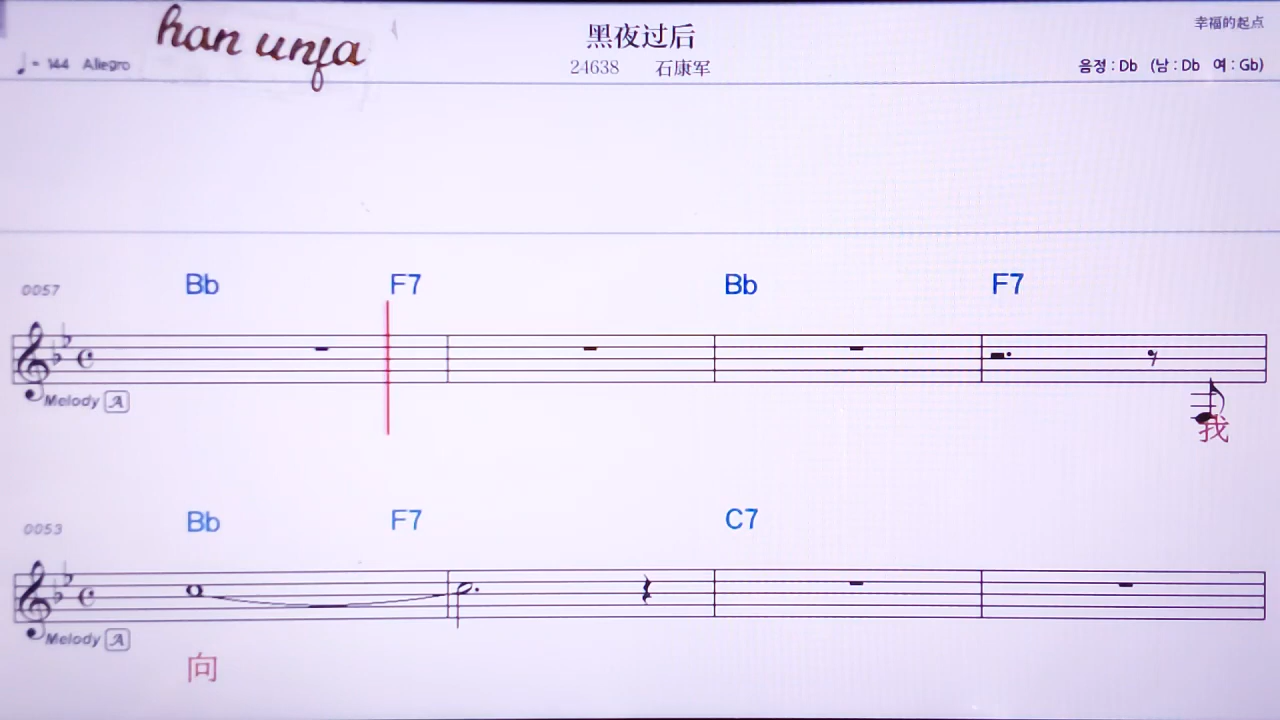 han unfa
黑夜过后
幸福的起点
♩ = 144 Allegro
24638 石康军
음정 : Db (남 : Db 여 : Gb)
0057 Bb F7 Bb F7
Melody A
我
0053 Bb F7 C7
Melody A
向